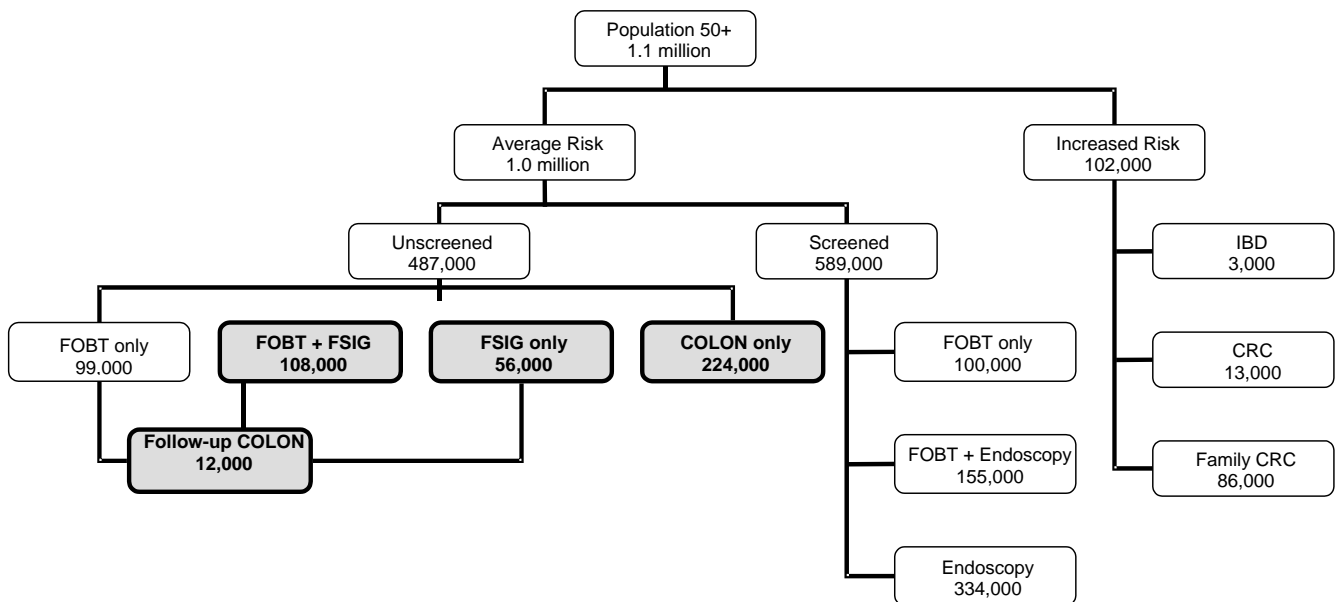 Population 50+
1.1 million
Average Risk
1.0 million
Increased Risk
102,000
Unscreened
487,000
Screened
589,000
IBD
3,000
FOBT only
99,000
FOBT + FSIG
108,000
FSIG only
56,000
COLON only
224,000
FOBT only
100,000
CRC
13,000
Follow-up COLON
12,000
FOBT + Endoscopy
155,000
Family CRC
86,000
Endoscopy
334,000